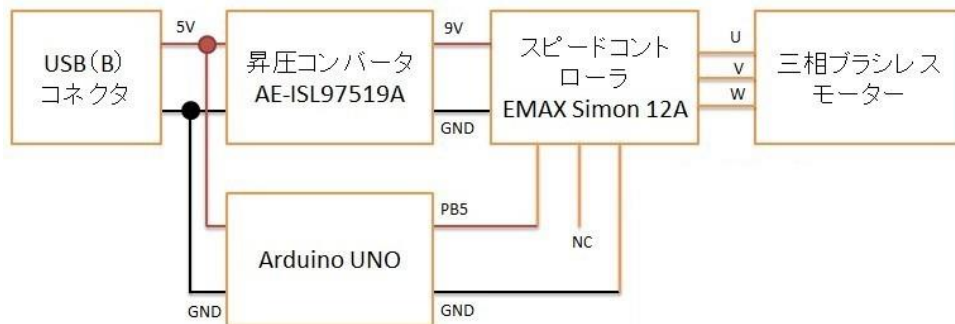 5V
9V
USB(B)
コネクタ
昇圧コンバータ
AE-ISL97519A
スピードコント
ローラ
EMAX Simon 12A
U
V
W
三相ブラシレス
モーター
GND
PB5
NC
Arduino UNO
GND
GND